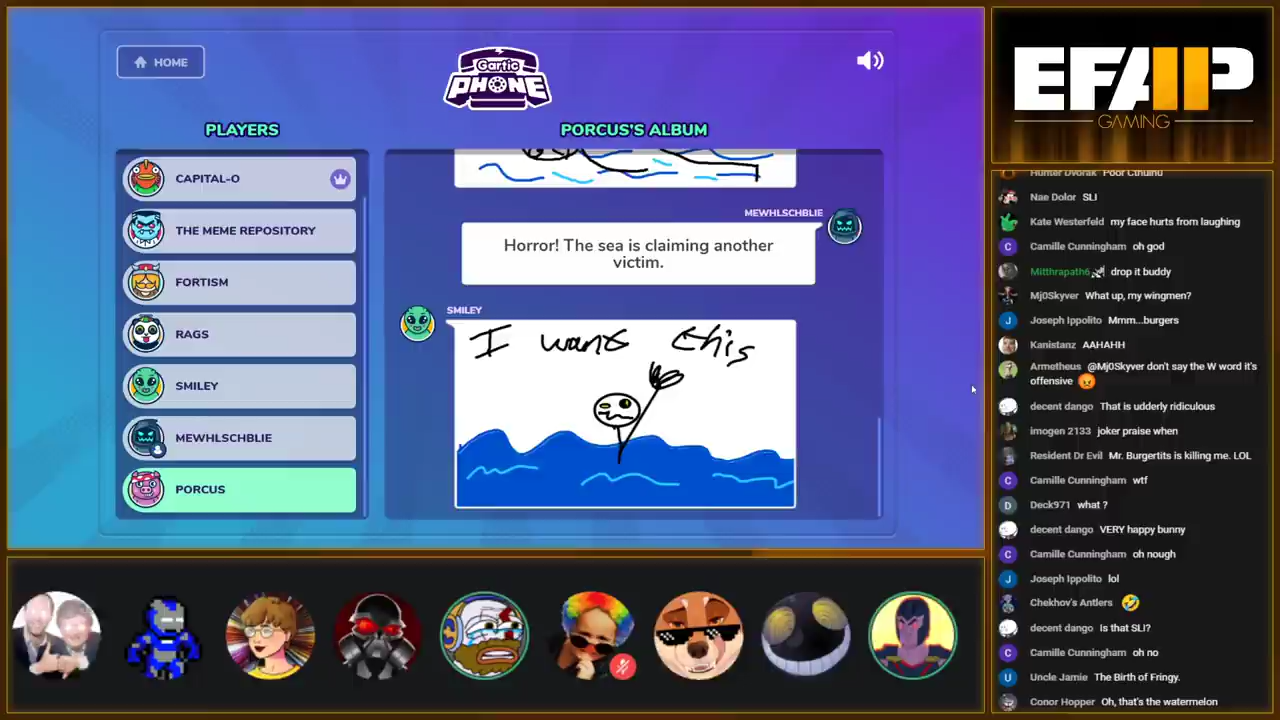 HOME
Gartic
PHONE
PLAYERS
CAPITAL-O
THE MEME REPOSITORY
FORTISM
RAGS
SMILEY
MEWHLSCHBLIE
PORCUS
PORCUS'S ALBUM
MEWHLSCHBLIE
Horror! The sea is claiming another
victim.
SMILEY
I want this
EFAP
GAMING
Hunter Dvorak Poor Cthulhu
Nae Dolor SLI
Kate Westerfeld my face hurts from laughing
C Camille Cunningham oh god
Mitthrapath6 drop it buddy
Mj0Skyver What up, my wingmen?
J Joseph Ippolito Mmm...burgers
Kanistanz AAHAHH
Armetheus @Mj0Skyver don't say the W word it's
offensive
decent dango That is udderly ridiculous
imogen 2133 joker praise when
Resident Dr Evil Mr. Burgertits is killing me. LOL
C Camille Cunningham wtf
D Deck971 what ?
decent dango VERY happy bunny
C Camille Cunningham oh nough
J Joseph Ippolito lol
Chekhov's Antlers
decent dango Is that SLI?
C Camille Cunningham oh no
U Uncle Jamie The Birth of Fringy.
Conor Hopper Oh, that's the watermelon